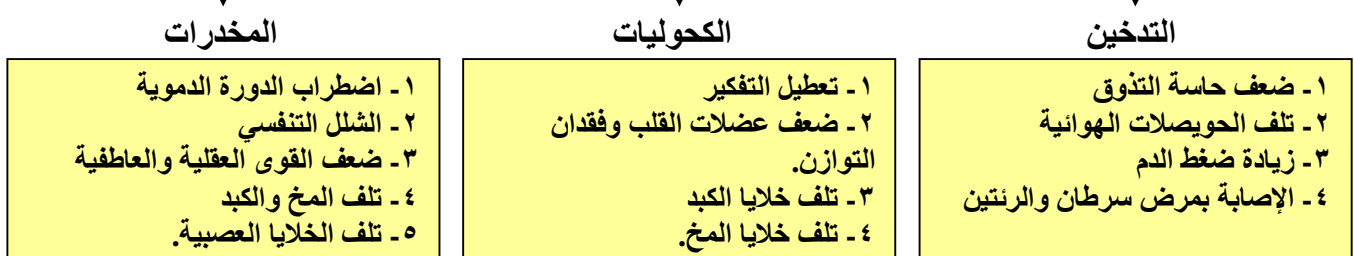 التدخين
١- ضعف حاسة التذوق
٢- تلف الحويصلات الهوائية
٣- زيادة ضغط الدم
٤- الإصابة بمرض سرطان والرئتين
الكحوليات
١- تعطيل التفكير
٢- ضعف عضلات القلب وفقدان
التوازن.
٣- تلف خلايا الكبد
٤- تلف خلايا المخ.
المخدرات
١- اضطراب الدورة الدموية
٢- الشلل التنفسي
٣- ضعف القوى العقلية والعاطفية
٤- تلف المخ والكبد
٥- تلف الخلايا العصبية.